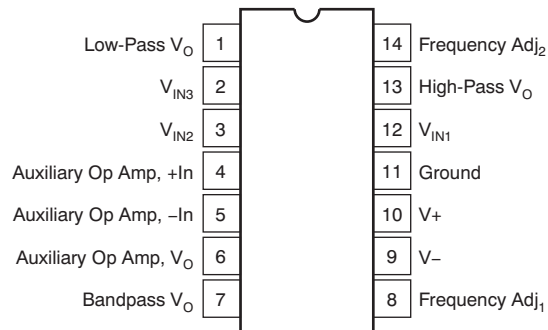 Low-Pass VO 1 14 Frequency Adj2
VIN3 2 13 High-Pass VO
VIN2 3 12 VIN1
Auxiliary Op Amp, +In 4 11 Ground
Auxiliary Op Amp, –In 5 10 V+
Auxiliary Op Amp, VO 6 9 V–
Bandpass VO 7 8 Frequency Adj1